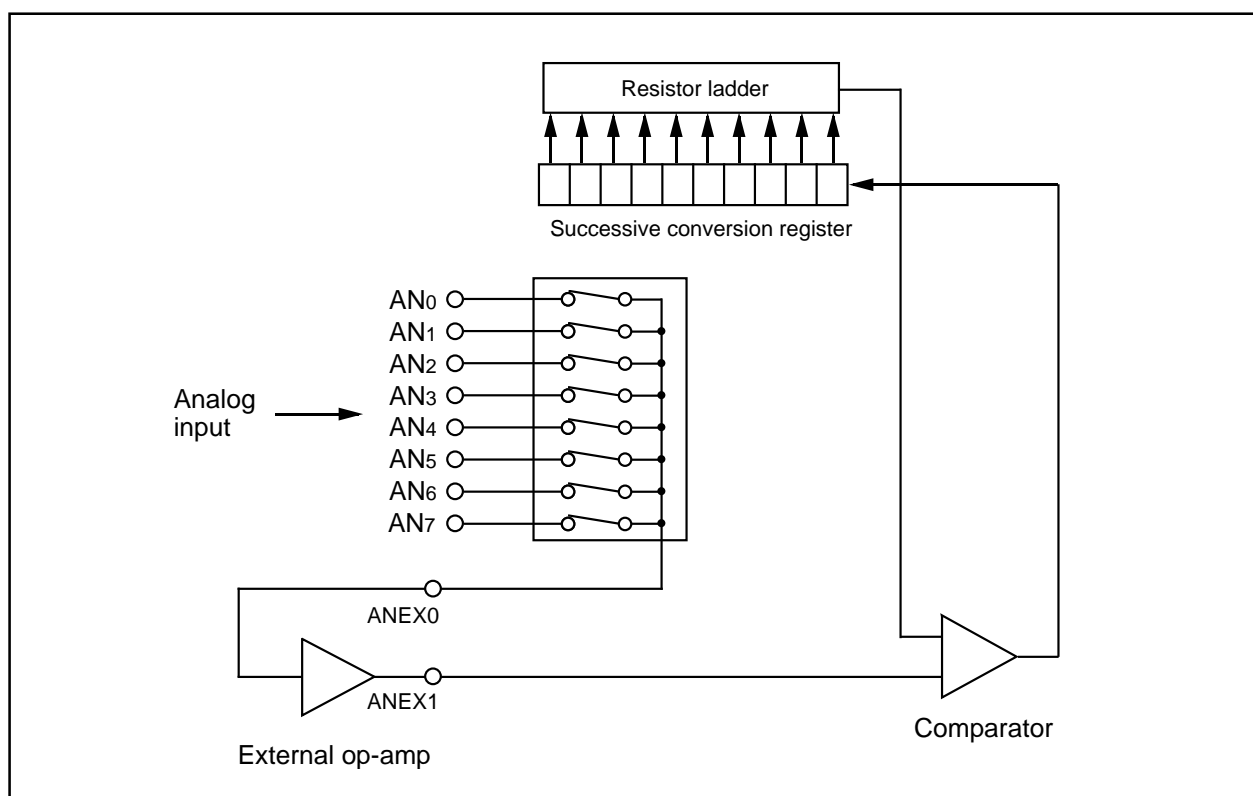 Resistor ladder
Successive conversion register
AN0
AN1
AN2
AN3
AN4
AN5
AN6
AN7
Analog
input
ANEX0
ANEX1
External op-amp
Comparator